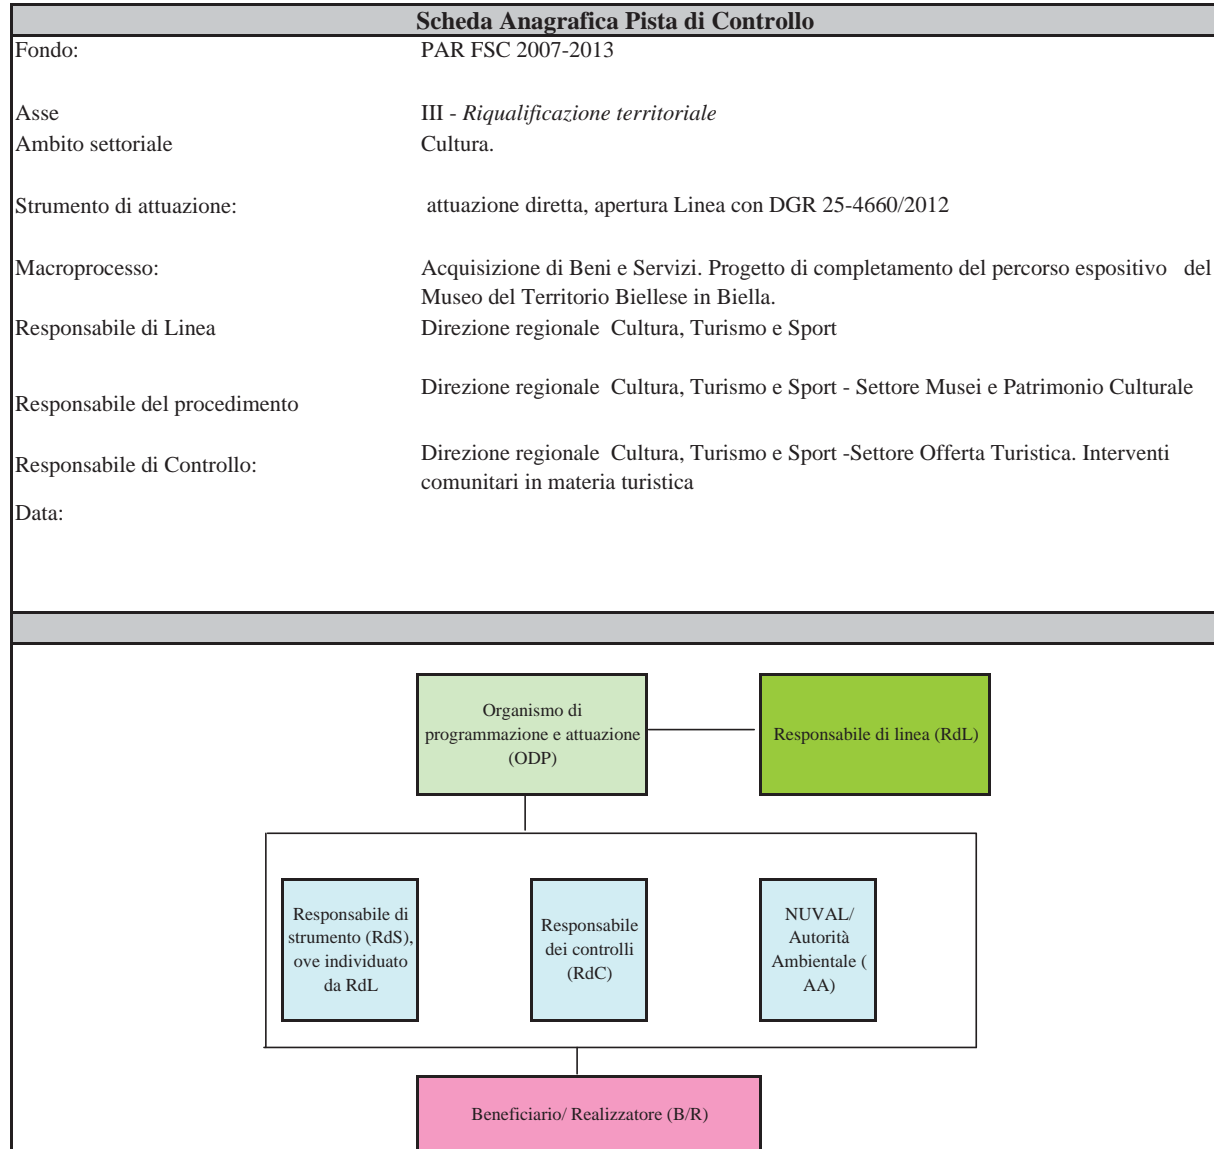 Scheda Anagrafica Pista di Controllo
Fondo: PAR FSC 2007-2013
Asse III - Riqualificazione territoriale
Ambito settoriale Cultura.
Strumento di attuazione: attuazione diretta, apertura Linea con DGR 25-4660/2012
Macroprocesso: Acquisizione di Beni e Servizi. Progetto di completamento del percorso espositivo del
Museo del Territorio Biellese in Biella.
Responsabile di Linea Direzione regionale Cultura, Turismo e Sport
Responsabile del procedimento Direzione regionale Cultura, Turismo e Sport - Settore Musei e Patrimonio Culturale
Responsabile di Controllo: Direzione regionale Cultura, Turismo e Sport -Settore Offerta Turistica. Interventi
comunitari in materia turistica
Data:
Organismo di
programmazione e attuazione
(ODP)
Responsabile di linea (RdL)
Responsabile di
strumento (RdS),
ove individuato
da RdL
Responsabile
dei controlli
(RdC)
NUVAL/
Autorità
Ambientale (
AA)
Beneficiario/ Realizzatore (B/R)